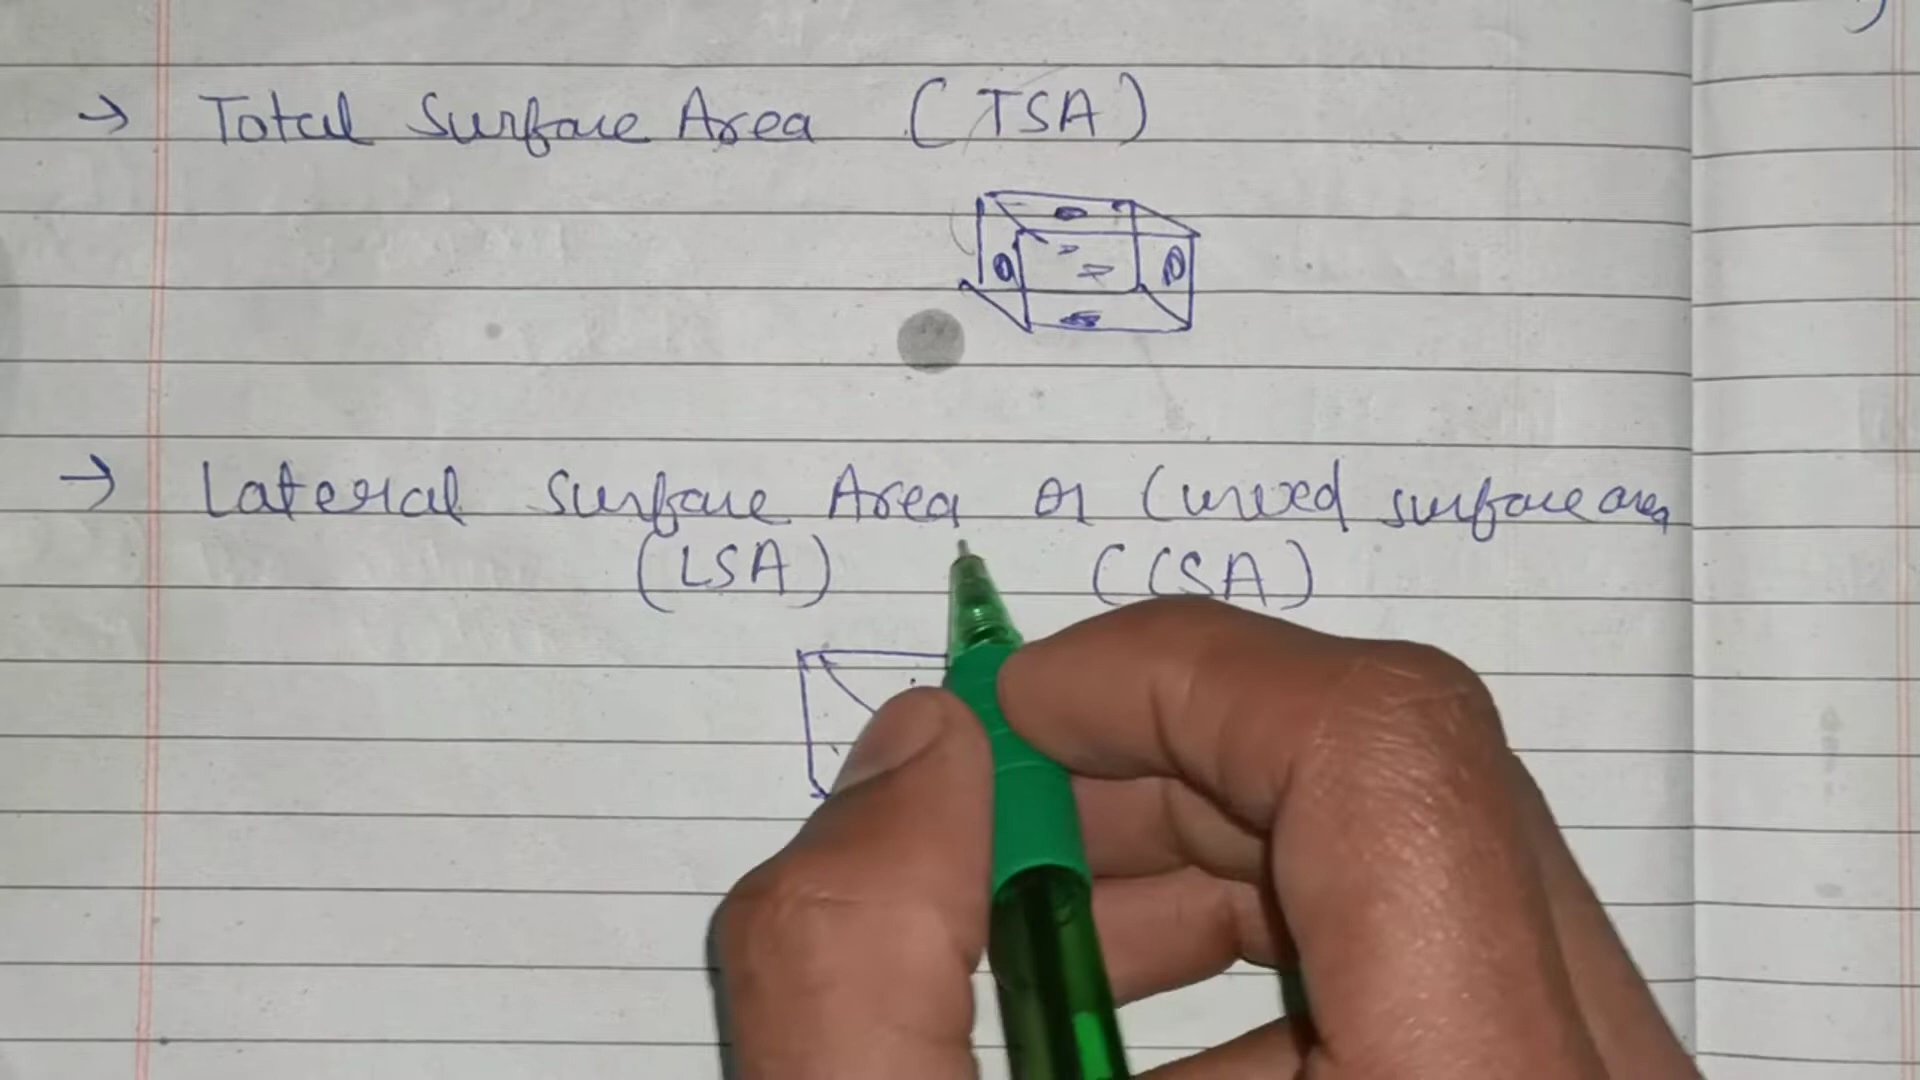 → Total Surface Area (TSA)
→ Lateral Surface Area or Curved surface area
(LSA) (CSA)